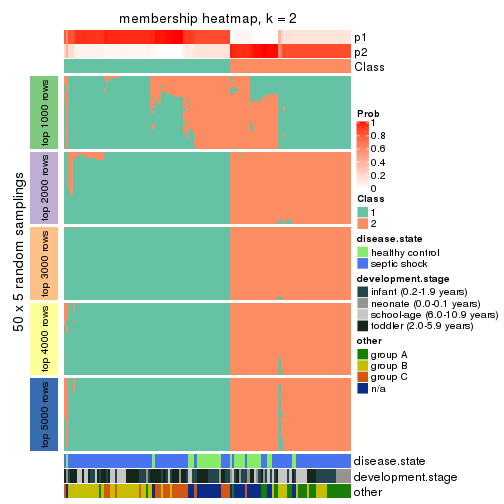 membership heatmap, k = 2
p1
p2
Class
50 x 5 random samplings
top 1000 rows
top 2000 rows
top 3000 rows
top 4000 rows
top 5000 rows
Prob
1
0.8
0.6
0.4
0.2
0
Class
1
2
disease.state
healthy control
septic shock
development.stage
infant (0.2-1.9 years)
neonate (0.0-0.1 years)
school-age (6.0-10.9 years)
toddler (2.0-5.9 years)
other
group A
group B
group C
n/a
disease.state
development.stage
other